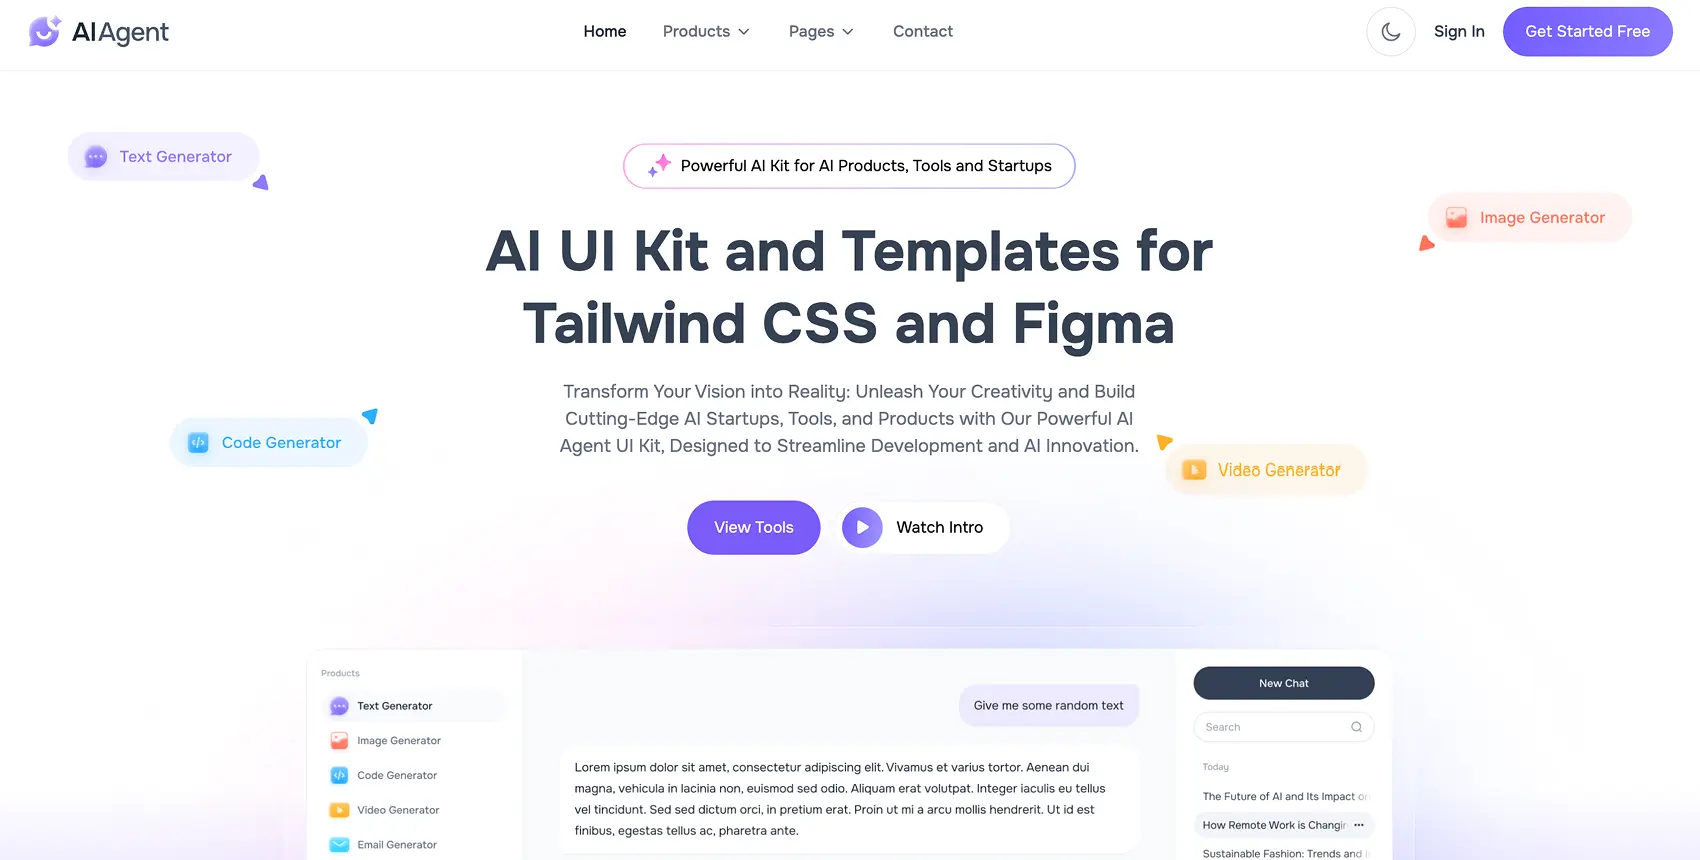 AIAgent
Home
Products
Pages
Contact
Sign In
Get Started Free
Text Generator
Powerful AI Kit for AI Products, Tools and Startups
Image Generator
AI UI Kit and Templates for
Tailwind CSS and Figma
Transform Your Vision into Reality: Unleash Your Creativity and Build
Cutting-Edge AI Startups, Tools, and Products with Our Powerful AI
Agent UI Kit, Designed to Streamline Development and AI Innovation.
Code Generator
Video Generator
View Tools
Watch Intro
Products
Text Generator
Image Generator
Code Generator
Video Generator
Email Generator
Give me some random text
Lorem ipsum dolor sit amet, consectetur adipiscing elit. Vivamus et varius tortor. Aenean dui
magna, vehicula in lacinia non, euismod sed odio. Aliquam erat volutpat. Integer iaculis eu tellus
vel tincidunt. Sed sed dictum orci, in pretium erat. Proin ut mi a arcu mollis hendrerit. Ut id est
finibus, egestas tellus ac, pharetra ante.
New Chat
Search
Today
The Future of AI and Its Impact on
How Remote Work is Changin
Sustainable Fashion: Trends and